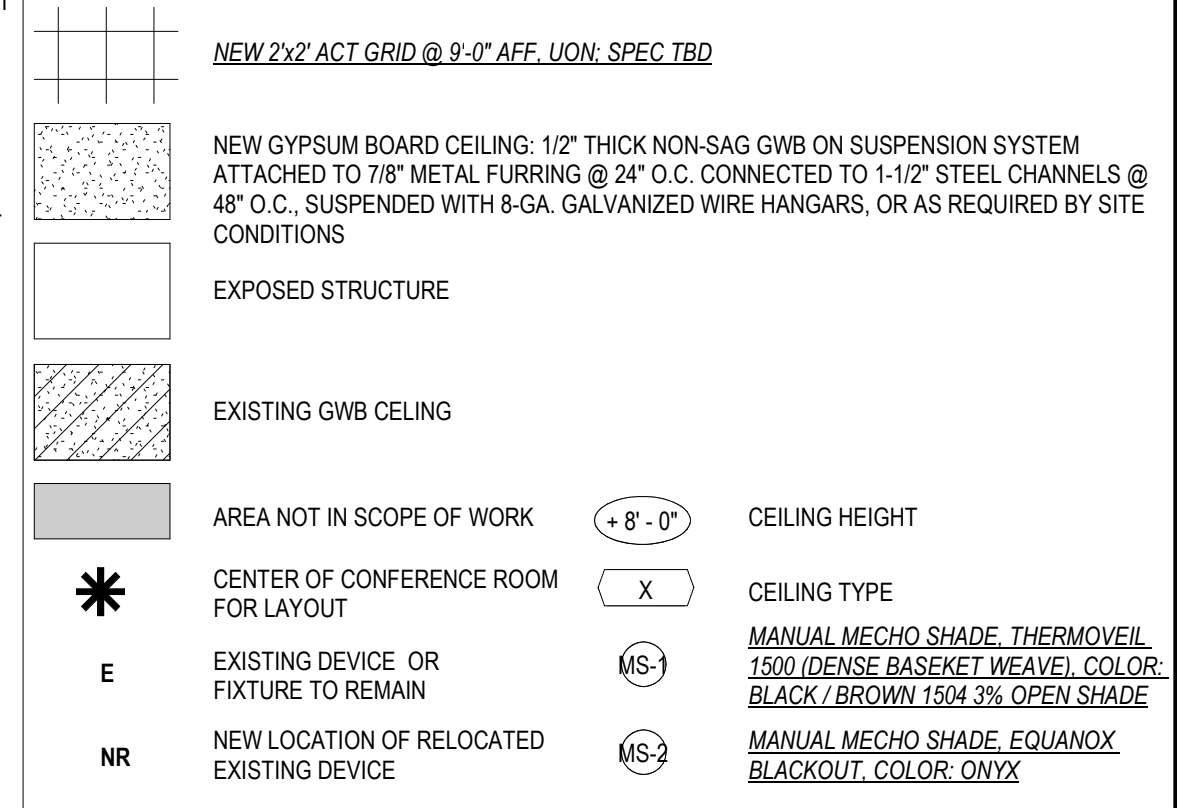 NEW 2'x2' ACT GRID @ 9'-0" AFF, UON; SPEC TBD
NEW GYPSUM BOARD CEILING: 1/2" THICK NON-SAG GWB ON SUSPENSION SYSTEM
ATTACHED TO 7/8" METAL FURRING @ 24" O.C. CONNECTED TO 1-1/2" STEEL CHANNELS @
48" O.C., SUSPENDED WITH 8-GA. GALVANIZED WIRE HANGARS, OR AS REQUIRED BY SITE
CONDITIONS
EXPOSED STRUCTURE
EXISTING GWB CELING
AREA NOT IN SCOPE OF WORK
CENTER OF CONFERENCE ROOM
FOR LAYOUT
E
EXISTING DEVICE OR
FIXTURE TO REMAIN
NR
NEW LOCATION OF RELOCATED
EXISTING DEVICE
+ 8' - 0"
CEILING HEIGHT
X
CEILING TYPE
MS-1
MANUAL MECHO SHADE, THERMOVEIL
1500 (DENSE BASEKET WEAVE), COLOR:
BLACK / BROWN 1504 3% OPEN SHADE
MS-2
MANUAL MECHO SHADE, EQUANOX
BLACKOUT, COLOR: ONYX